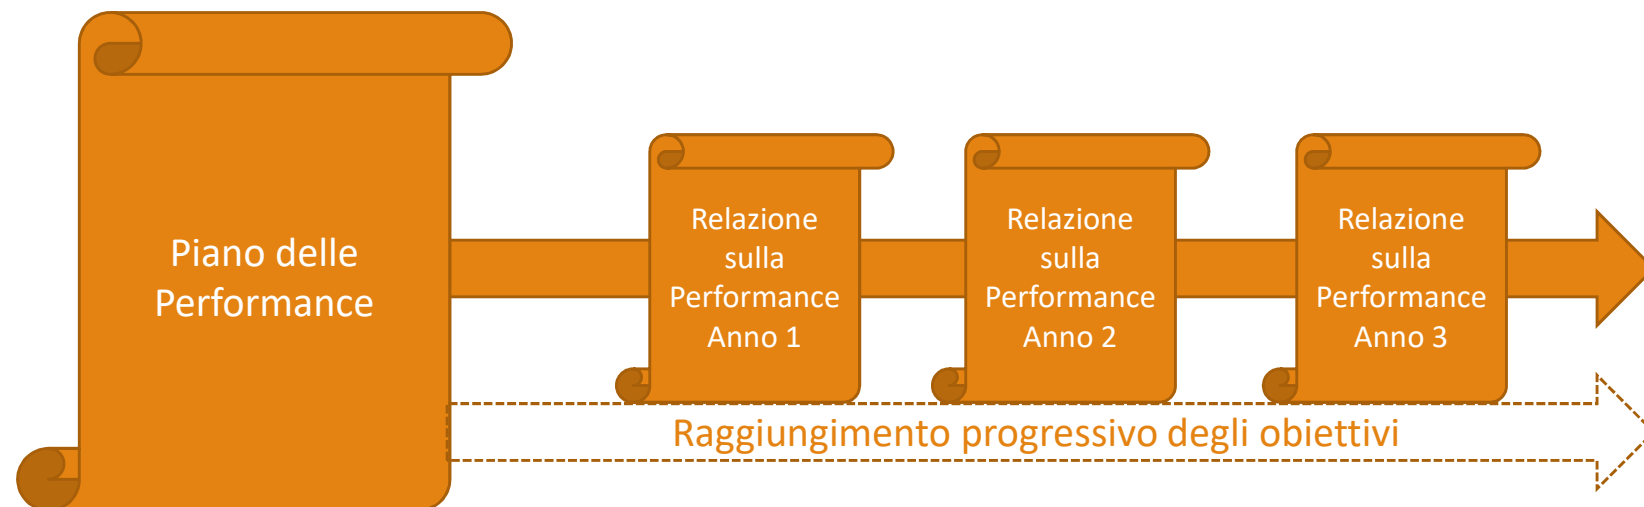 Piano delle
Performance
Relazione
sulla
Performance
Anno 1
Relazione
sulla
Performance
Anno 2
Relazione
sulla
Performance
Anno 3
Raggiungimento progressivo degli obiettivi